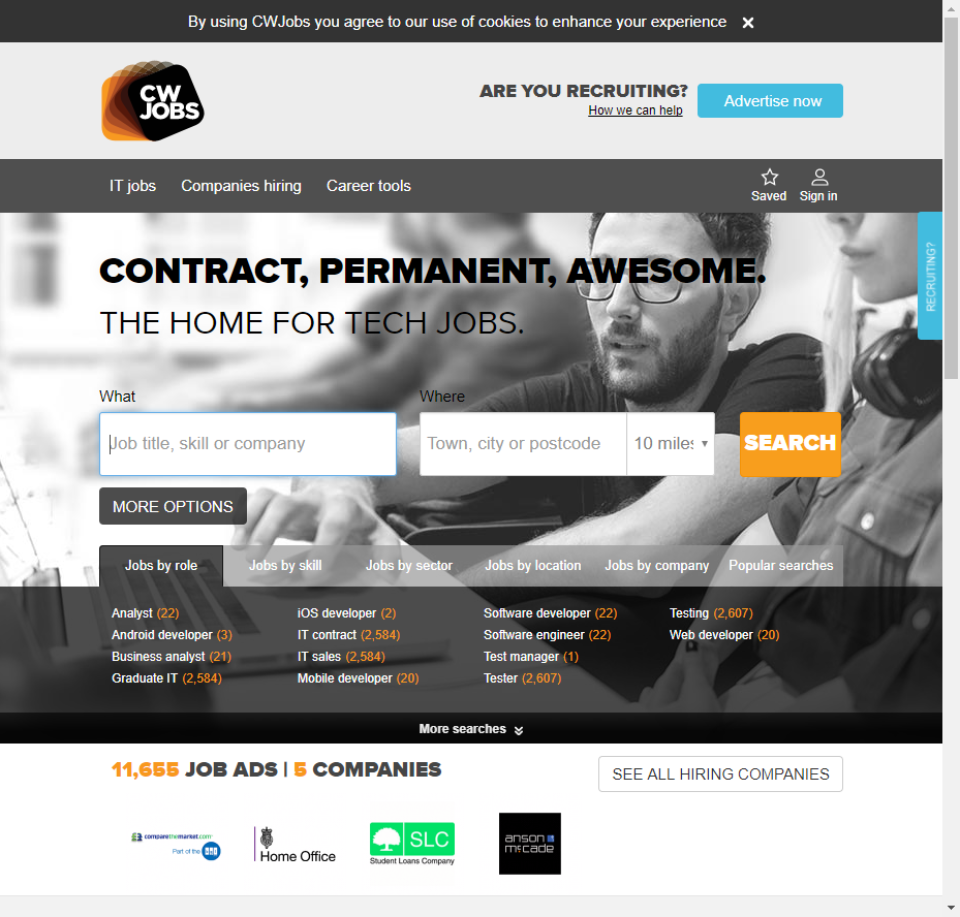 By using CWJobs you agree to our use of cookies to enhance your experience ×
CW
JOBS
ARE YOU RECRUITING?
How we can help
Advertise now
IT jobs Companies hiring Career tools
Saved Sign in
RECRUITING?
CONTRACT, PERMANENT, AWESOME.
THE HOME FOR TECH JOBS.
What Where
Job title, skill or company Town, city or postcode 10 miles SEARCH
MORE OPTIONS
Jobs by role Jobs by skill Jobs by sector Jobs by location Jobs by company Popular searches
Analyst (22) iOS developer (2) Software developer (22) Testing (2,607)
Android developer (3) IT contract (2,584) Software engineer (22) Web developer (20)
Business analyst (21) IT sales (2,584) Test manager (1)
Graduate IT (2,584) Mobile developer (20) Tester (2,607)
More searches
11,655 JOB ADS | 5 COMPANIES SEE ALL HIRING COMPANIES
comparethemarket.com
Part of the
Home Office
SLC
Student Loans Company
anson
mccade